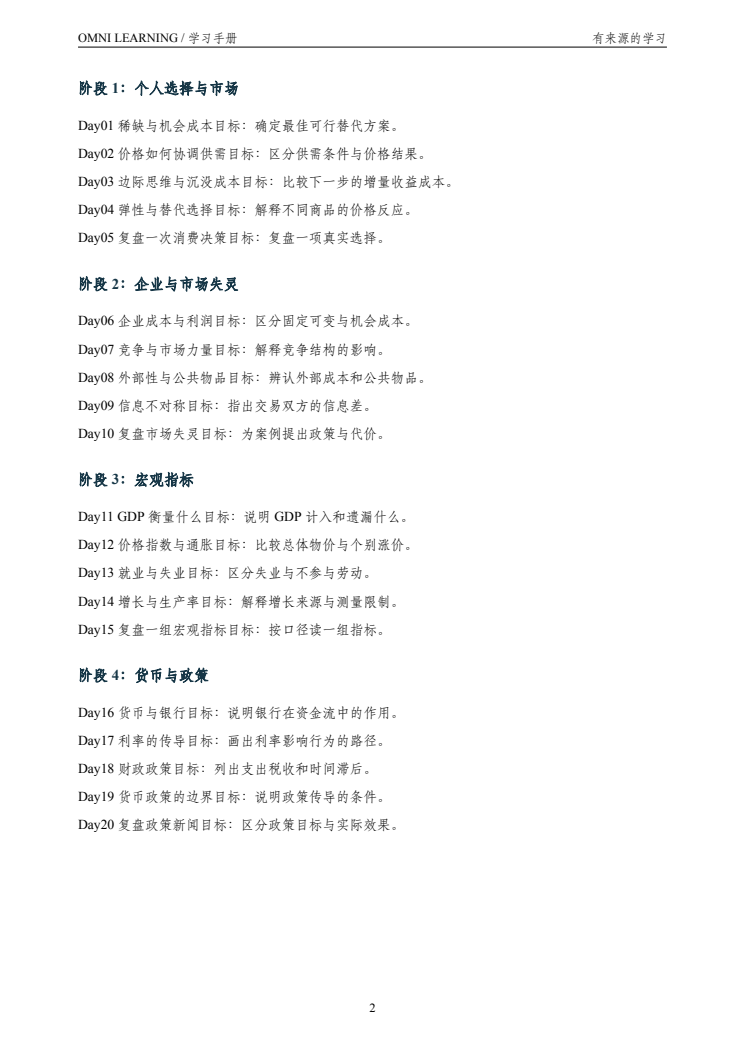 OMNI LEARNING / 学习手册 有来源的学习
阶段 1：个人选择与市场
Day01 稀缺与机会成本目标：确定最佳可行替代方案。
Day02 价格如何协调供需目标：区分供需条件与价格结果。
Day03 边际思维与沉没成本目标：比较下一步的增量收益成本。
Day04 弹性与替代选择目标：解释不同商品的价格反应。
Day05 复盘一次消费决策目标：复盘一项真实选择。
阶段 2：企业与市场失灵
Day06 企业成本与利润目标：区分固定可变与机会成本。
Day07 竞争与市场力量目标：解释竞争结构的影响。
Day08 外部性与公共物品目标：辨认外部成本和公共物品。
Day09 信息不对称目标：指出交易双方的信息差。
Day10 复盘市场失灵目标：为案例提出政策与代价。
阶段 3：宏观指标
Day11 GDP 衡量什么目标：说明 GDP 计入和遗漏什么。
Day12 价格指数与通胀目标：比较总体物价与个别涨价。
Day13 就业与失业目标：区分失业与不参与劳动。
Day14 增长与生产率目标：解释增长来源与测量限制。
Day15 复盘一组宏观指标目标：按口径读一组指标。
阶段 4：货币与政策
Day16 货币与银行目标：说明银行在资金流中的作用。
Day17 利率的传导目标：画出利率影响行为的路径。
Day18 财政政策目标：列出支出税收和时间滞后。
Day19 货币政策的边界目标：说明政策传导的条件。
Day20 复盘政策新闻目标：区分政策目标与实际效果。
2